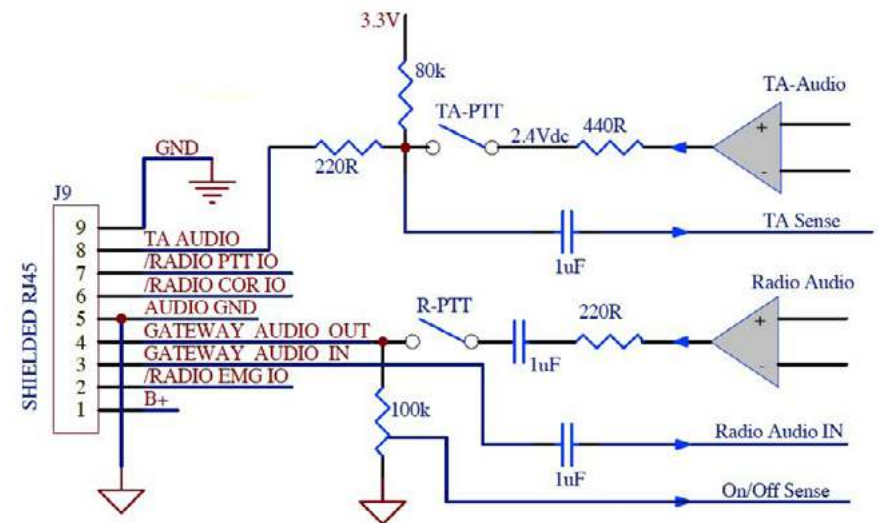 3.3V
80k
TA-Audio
TA-PTT
2.4Vdc
440R
+
-
GND
220R
J9
SHIELDED RJ45
9
8
TA AUDIO
7
/RADIO PTT IO
6
/RADIO COR IO
5
AUDIO GND
4
GATEWAY AUDIO OUT
3
GATEWAY AUDIO IN
2
/RADIO EMG IO
1
B+
1uF
TA Sense
R-PTT
220R
Radio Audio
+
-
1uF
100k
1uF
Radio Audio IN
On/Off Sense